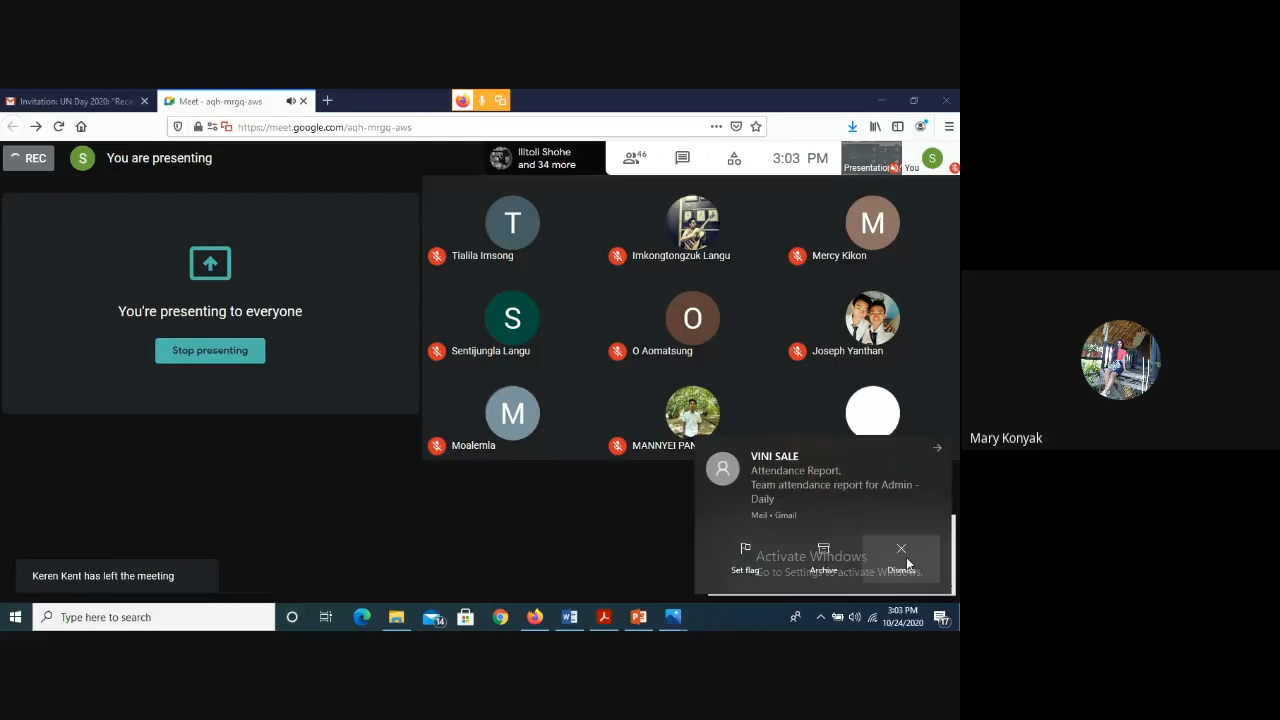 Invitation: UN Day 2020: "Reca
Meet - aqh-mrgq-aws
https://meet.google.com/aqh-mrgq-aws
REC
S
You are presenting
Illtoli Shohe
and 34 more
46
3:03 PM
Presentation
You
S
T
M
Tialila Imsong
Imkongtongzuk Langu
Mercy Kikon
S
O
Sentijungla Langu
O Aomatsung
Joseph Yanthan
M
Moalemla
MANNYEI PAN
You're presenting to everyone
Stop presenting
VINI SALE
Attendance Report.
Team attendance report for Admin -
Daily
Mail • Gmail
Set flag
Archive
Dismiss
Activate Windows
Go to Settings to activate Windows.
Keren Kent has left the meeting
Mary Konyak
Type here to search
14
3:03 PM
10/24/2020
17